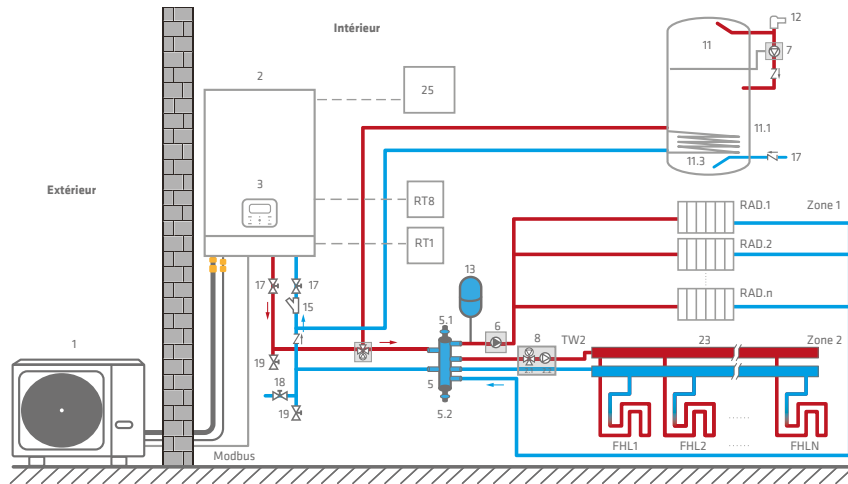 Intérieur
12
11
7
2
25
11.1
11.3
17
Extérieur
3
RT8
RT1
RAD.1
Zone 1
RAD.2
RAD.n
17
17
13
15
5.1
6
8
TW2
23
Zone 2
1
19
18
5
19
5.2
FHL1
FHL2
FHLN
Modbus